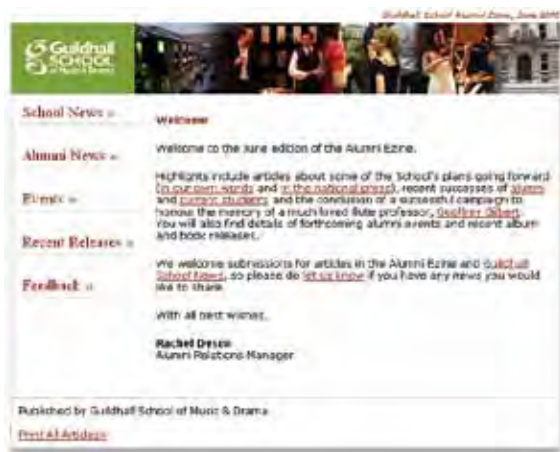 Guildhall School Alumni Ezine, June
Guildhall
SCHOOL
of Music & Drama
School News »
Alumni News »
Events »
Recent Releases »
Feedback »
Welcome
Welcome to the June edition of the Alumni Ezine.
Highlights include articles about some of the School's plans going forward
(in our own words and in the national press), recent successes of alumni
and current students and the conclusion of a successful campaign to
honour the memory of a much loved flute professor, Geoffrey Gilbert.
You will also find details of forthcoming alumni events and recent album
and book releases.
We welcome submissions for articles in the Alumni Ezine and Guildhall
School News, so please do let us know if you have any news you would
like to share.
With all best wishes,
Rachel
Alumni Relations Manager
Published by Guildhall School of Music & Drama
Print All Articles